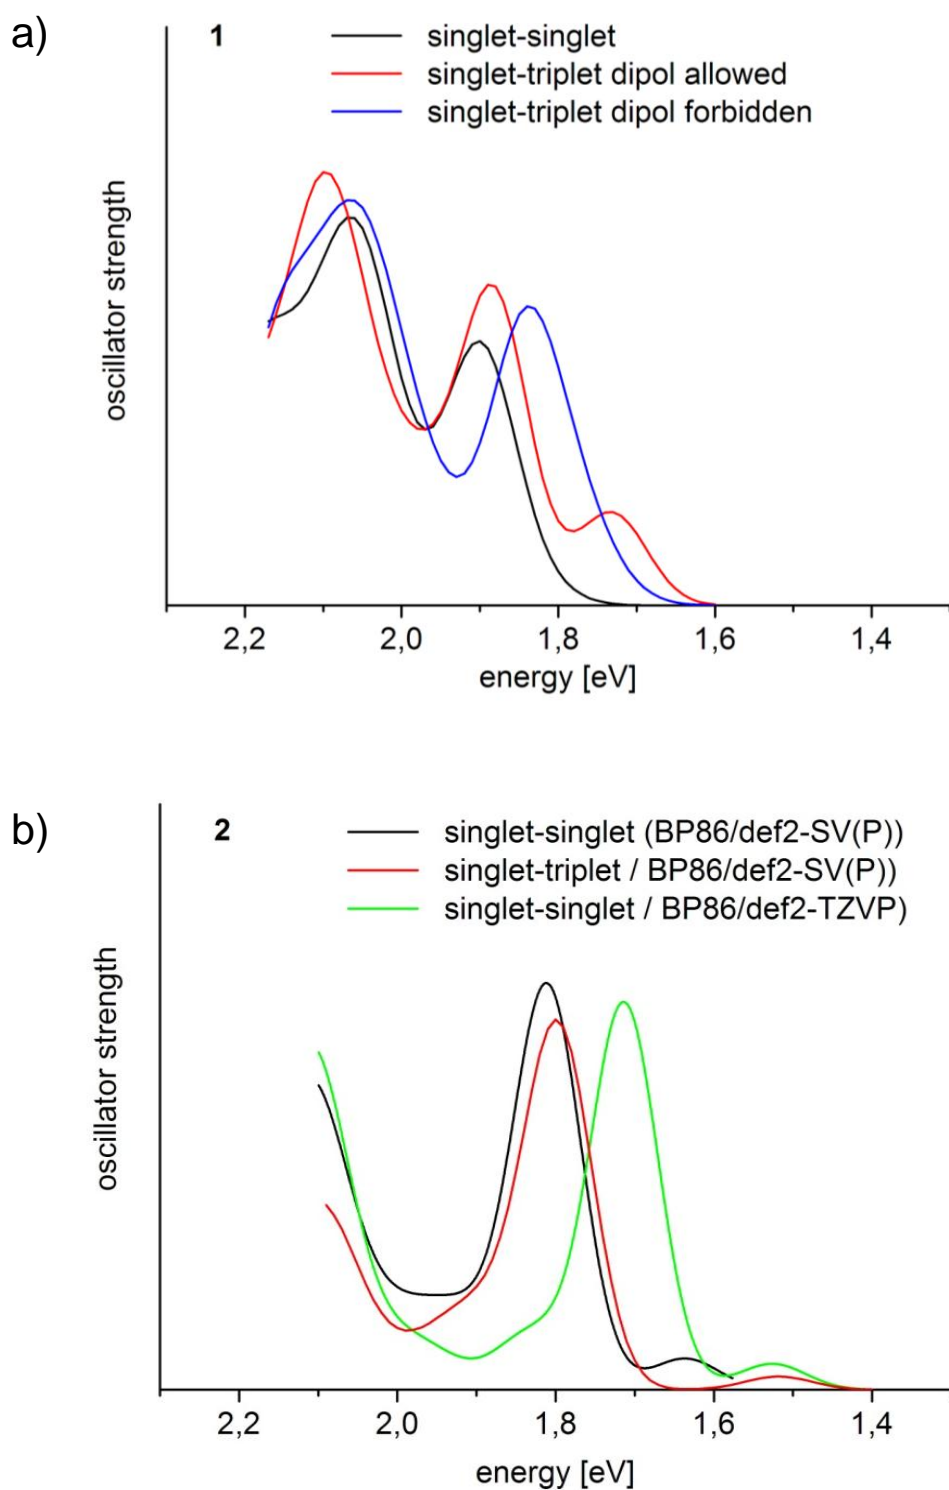 a)
1
singlet-singlet
singlet-triplet dipol allowed
singlet-triplet dipol forbidden
oscillator strength
2,2 2,0 1,8 1,6 1,4
energy [eV]
b)
2
singlet-singlet (BP86/def2-SV(P))
singlet-triplet / BP86/def2-SV(P))
singlet-singlet / BP86/def2-TZVP)
oscillator strength
2,2 2,0 1,8 1,6 1,4
energy [eV]